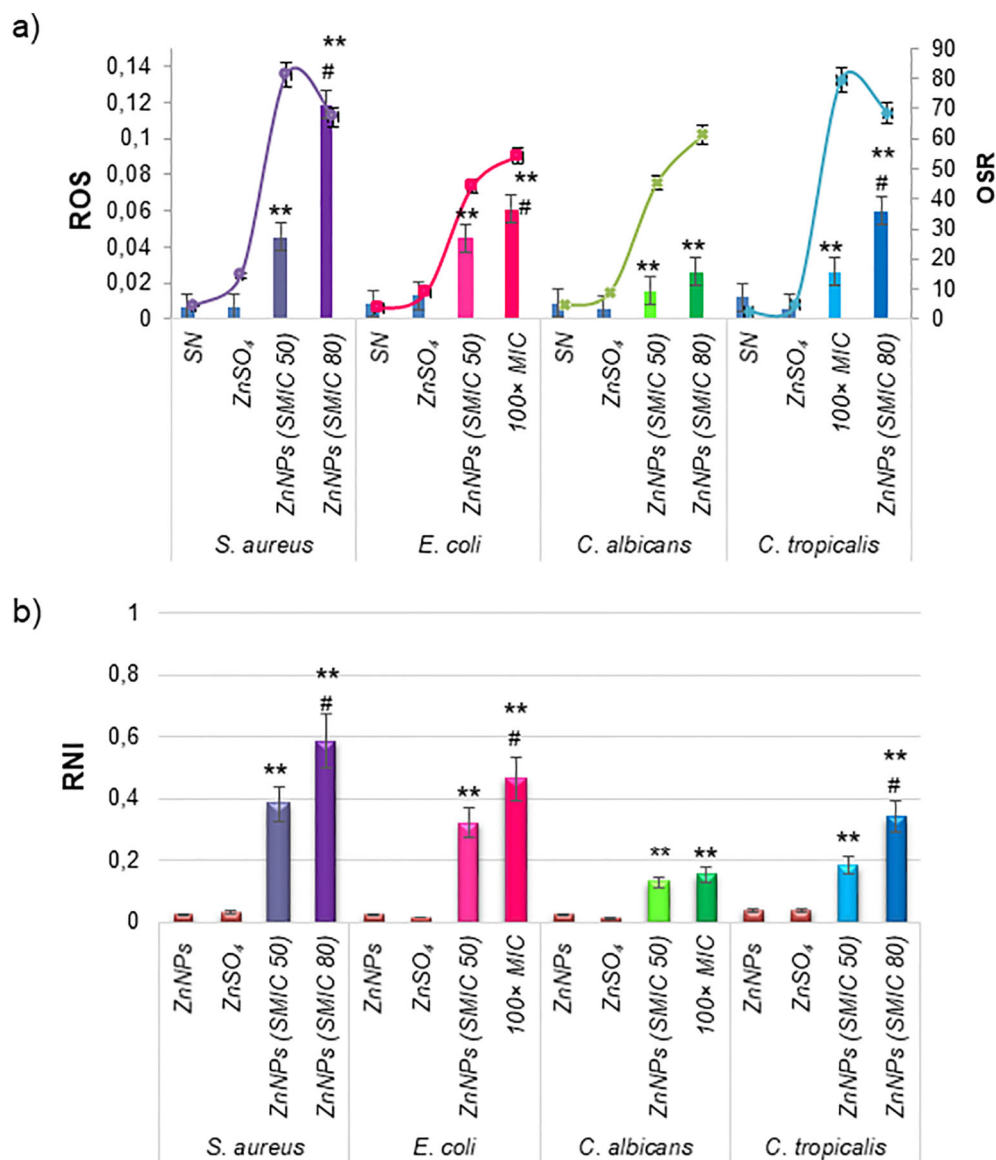 a)
** 
#
0,14
0,12
0,1
0,08
0,06
0,04
0,02
0
ROS
90
80
70
60
50
40
30
20
10
0
OSR
**
**
**
#
**
**
**
**
#
SN
ZnSO₄
ZnNPs (SMIC 50)
ZnNPs (SMIC 80)
SN
ZnSO₄
ZnNPs (SMIC 50)
100× MIC
SN
ZnSO₄
ZnNPs (SMIC 50)
ZnNPs (SMIC 80)
SN
ZnSO₄
100× MIC
ZnNPs (SMIC 80)
S. aureus
E. coli
C. albicans
C. tropicalis
b)
1
0,8
0,6
0,4
0,2
0
RNI
**
**
#
**
**
#
**
**
**
**
#
ZnNPs
ZnSO₄
ZnNPs (SMIC 50)
ZnNPs (SMIC 80)
ZnNPs
ZnSO₄
ZnNPs (SMIC 50)
100× MIC
ZnNPs
ZnSO₄
ZnNPs (SMIC 50)
100× MIC
ZnNPs
ZnSO₄
ZnNPs (SMIC 50)
ZnNPs (SMIC 80)
S. aureus
E. coli
C. albicans
C. tropicalis